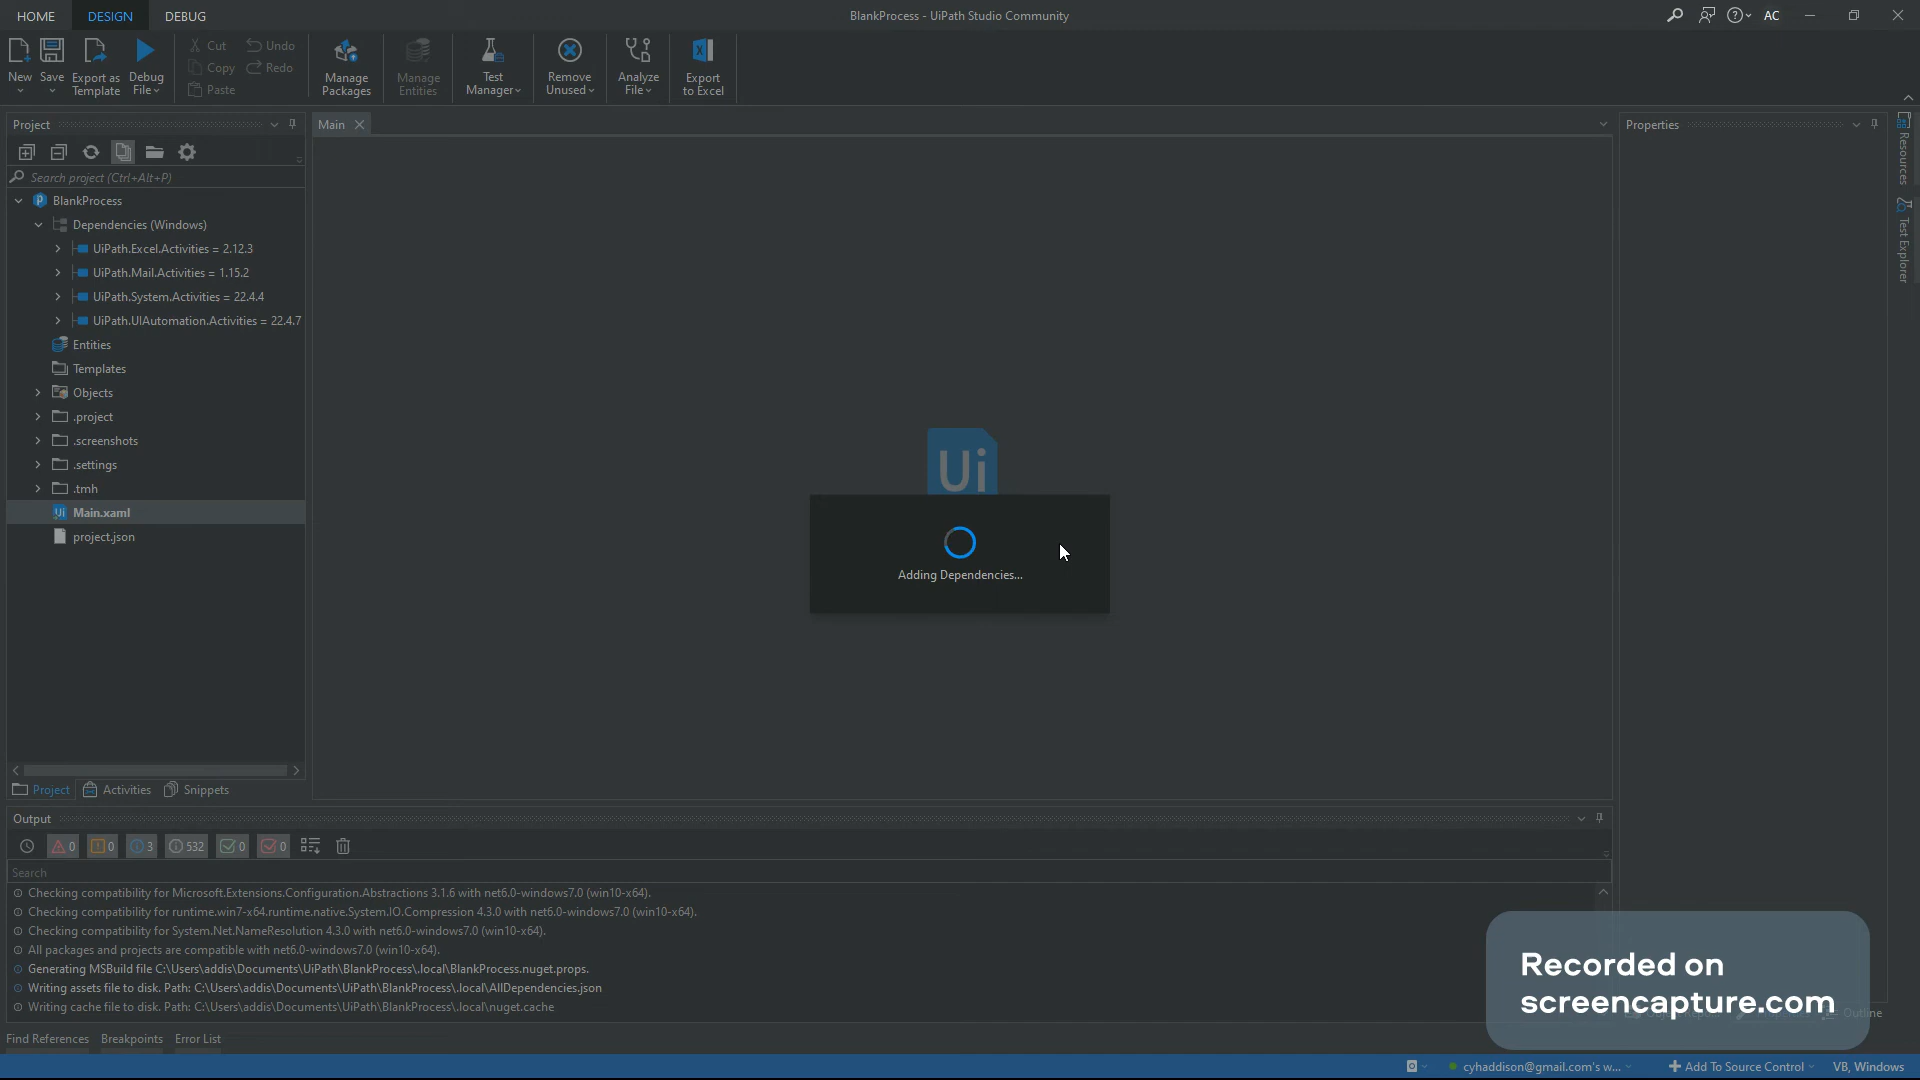 HOME DESIGN DEBUG
BlankProcess - UiPath Studio Community
AC
New Save Export as Template Debug File
Cut Undo
Copy Redo
Paste
Manage Packages
Manage Entities
Test Manager
Remove Unused
Analyze File
Export to Excel
Project
Main
Properties
Resources
Test Explorer
Search project (Ctrl+Alt+P)
BlankProcess
Dependencies (Windows)
UiPath.Excel.Activities = 2.12.3
UiPath.Mail.Activities = 1.15.2
UiPath.System.Activities = 22.4.4
UiPath.UIAutomation.Activities = 22.4.7
Entities
Templates
Objects
.project
.screenshots
.settings
.tmh
Main.xaml
project.json
Ui
Adding Dependencies...
Project Activities Snippets
Output
0 0 3 532 0 0
Search
Checking compatibility for Microsoft.Extensions.Configuration.Abstractions 3.1.6 with net6.0-windows7.0 (win10-x64).
Checking compatibility for runtime.win7-x64.runtime.native.System.IO.Compression 4.3.0 with net6.0-windows7.0 (win10-x64).
Checking compatibility for System.Net.NameResolution 4.3.0 with net6.0-windows7.0 (win10-x64).
All packages and projects are compatible with net6.0-windows7.0 (win10-x64).
Generating MSBuild file C:\Users\addis\Documents\UiPath\BlankProcess\.local\BlankProcess.nuget.props.
Writing assets file to disk. Path: C:\Users\addis\Documents\UiPath\BlankProcess\.local\AllDependencies.json
Writing cache file to disk. Path: C:\Users\addis\Documents\UiPath\BlankProcess\.local\nuget.cache
Recorded on
screencapture.com
Outline
Find References Breakpoints Error List
cyhaddison@gmail.com's w... Add To Source Control VB, Windows